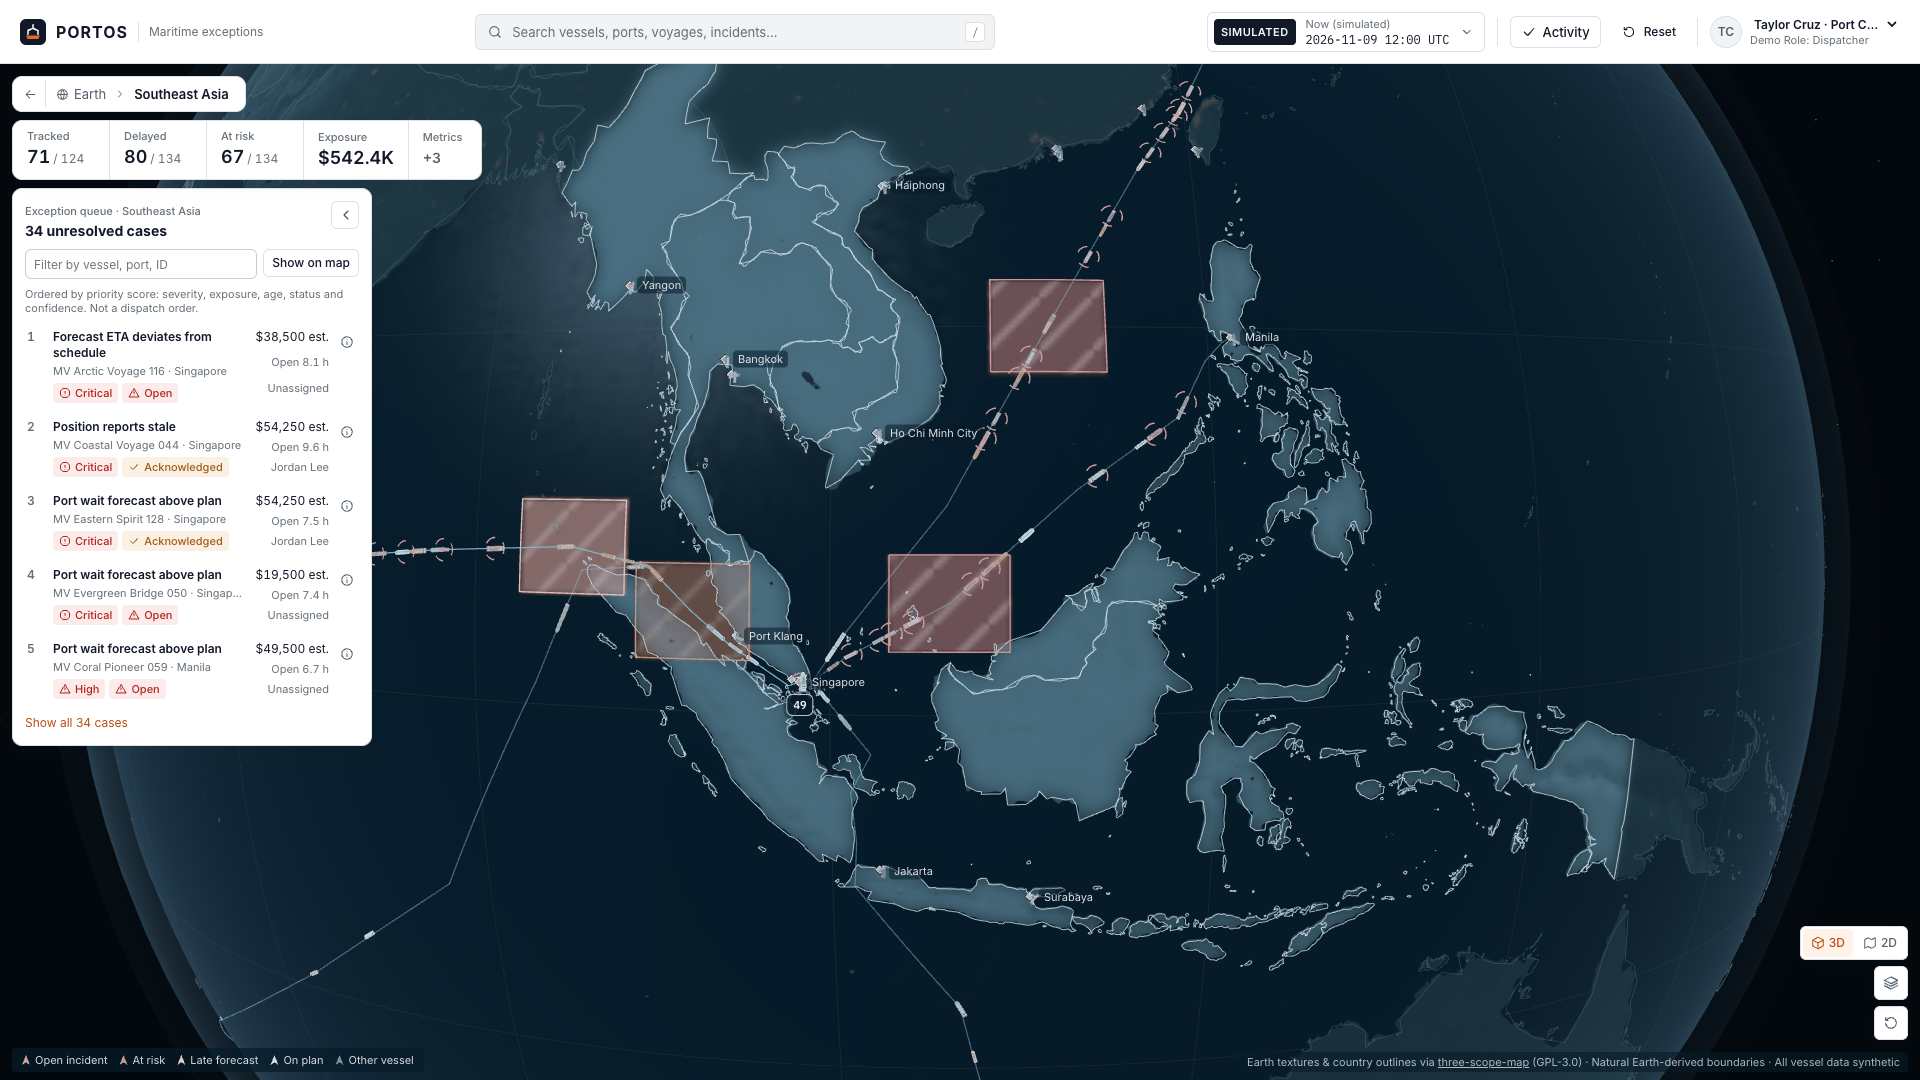 PORTOS
Maritime exceptions
Search vessels, ports, voyages, incidents...
/
SIMULATED
Now (simulated)
2026-11-09 12:00 UTC
Activity
Reset
TC
Taylor Cruz · Port C...
Demo Role: Dispatcher
Earth
Southeast Asia
Tracked
71 / 124
Delayed
80 / 134
At risk
67 / 134
Exposure
$542.4K
Metrics
+3
Exception queue · Southeast Asia
34 unresolved cases
Filter by vessel, port, ID
Show on map
Ordered by priority score: severity, exposure, age, status and
confidence. Not a dispatch order.
1
Forecast ETA deviates from
schedule
$38,500 est.
Open 8.1 h
MV Arctic Voyage 116 · Singapore
Unassigned
Critical
Open
2
Position reports stale
$54,250 est.
MV Coastal Voyage 044 · Singapore
Open 9.6 h
Critical
Acknowledged
Jordan Lee
3
Port wait forecast above plan
$54,250 est.
MV Eastern Spirit 128 · Singapore
Open 7.5 h
Critical
Acknowledged
Jordan Lee
4
Port wait forecast above plan
$19,500 est.
MV Evergreen Bridge 050 · Singap...
Open 7.4 h
Critical
Open
Unassigned
5
Port wait forecast above plan
$49,500 est.
MV Coral Pioneer 059 · Manila
Open 6.7 h
High
Open
Unassigned
Show all 34 cases
Haiphong
Yangon
Manila
Bangkok
Ho Chi Minh City
Port Klang
Singapore
49
Jakarta
Surabaya
3D
2D
Open incident
At risk
Late forecast
On plan
Other vessel
Earth textures & country outlines via three-scope-map (GPL-3.0) · Natural Earth-derived boundaries · All vessel data synthetic